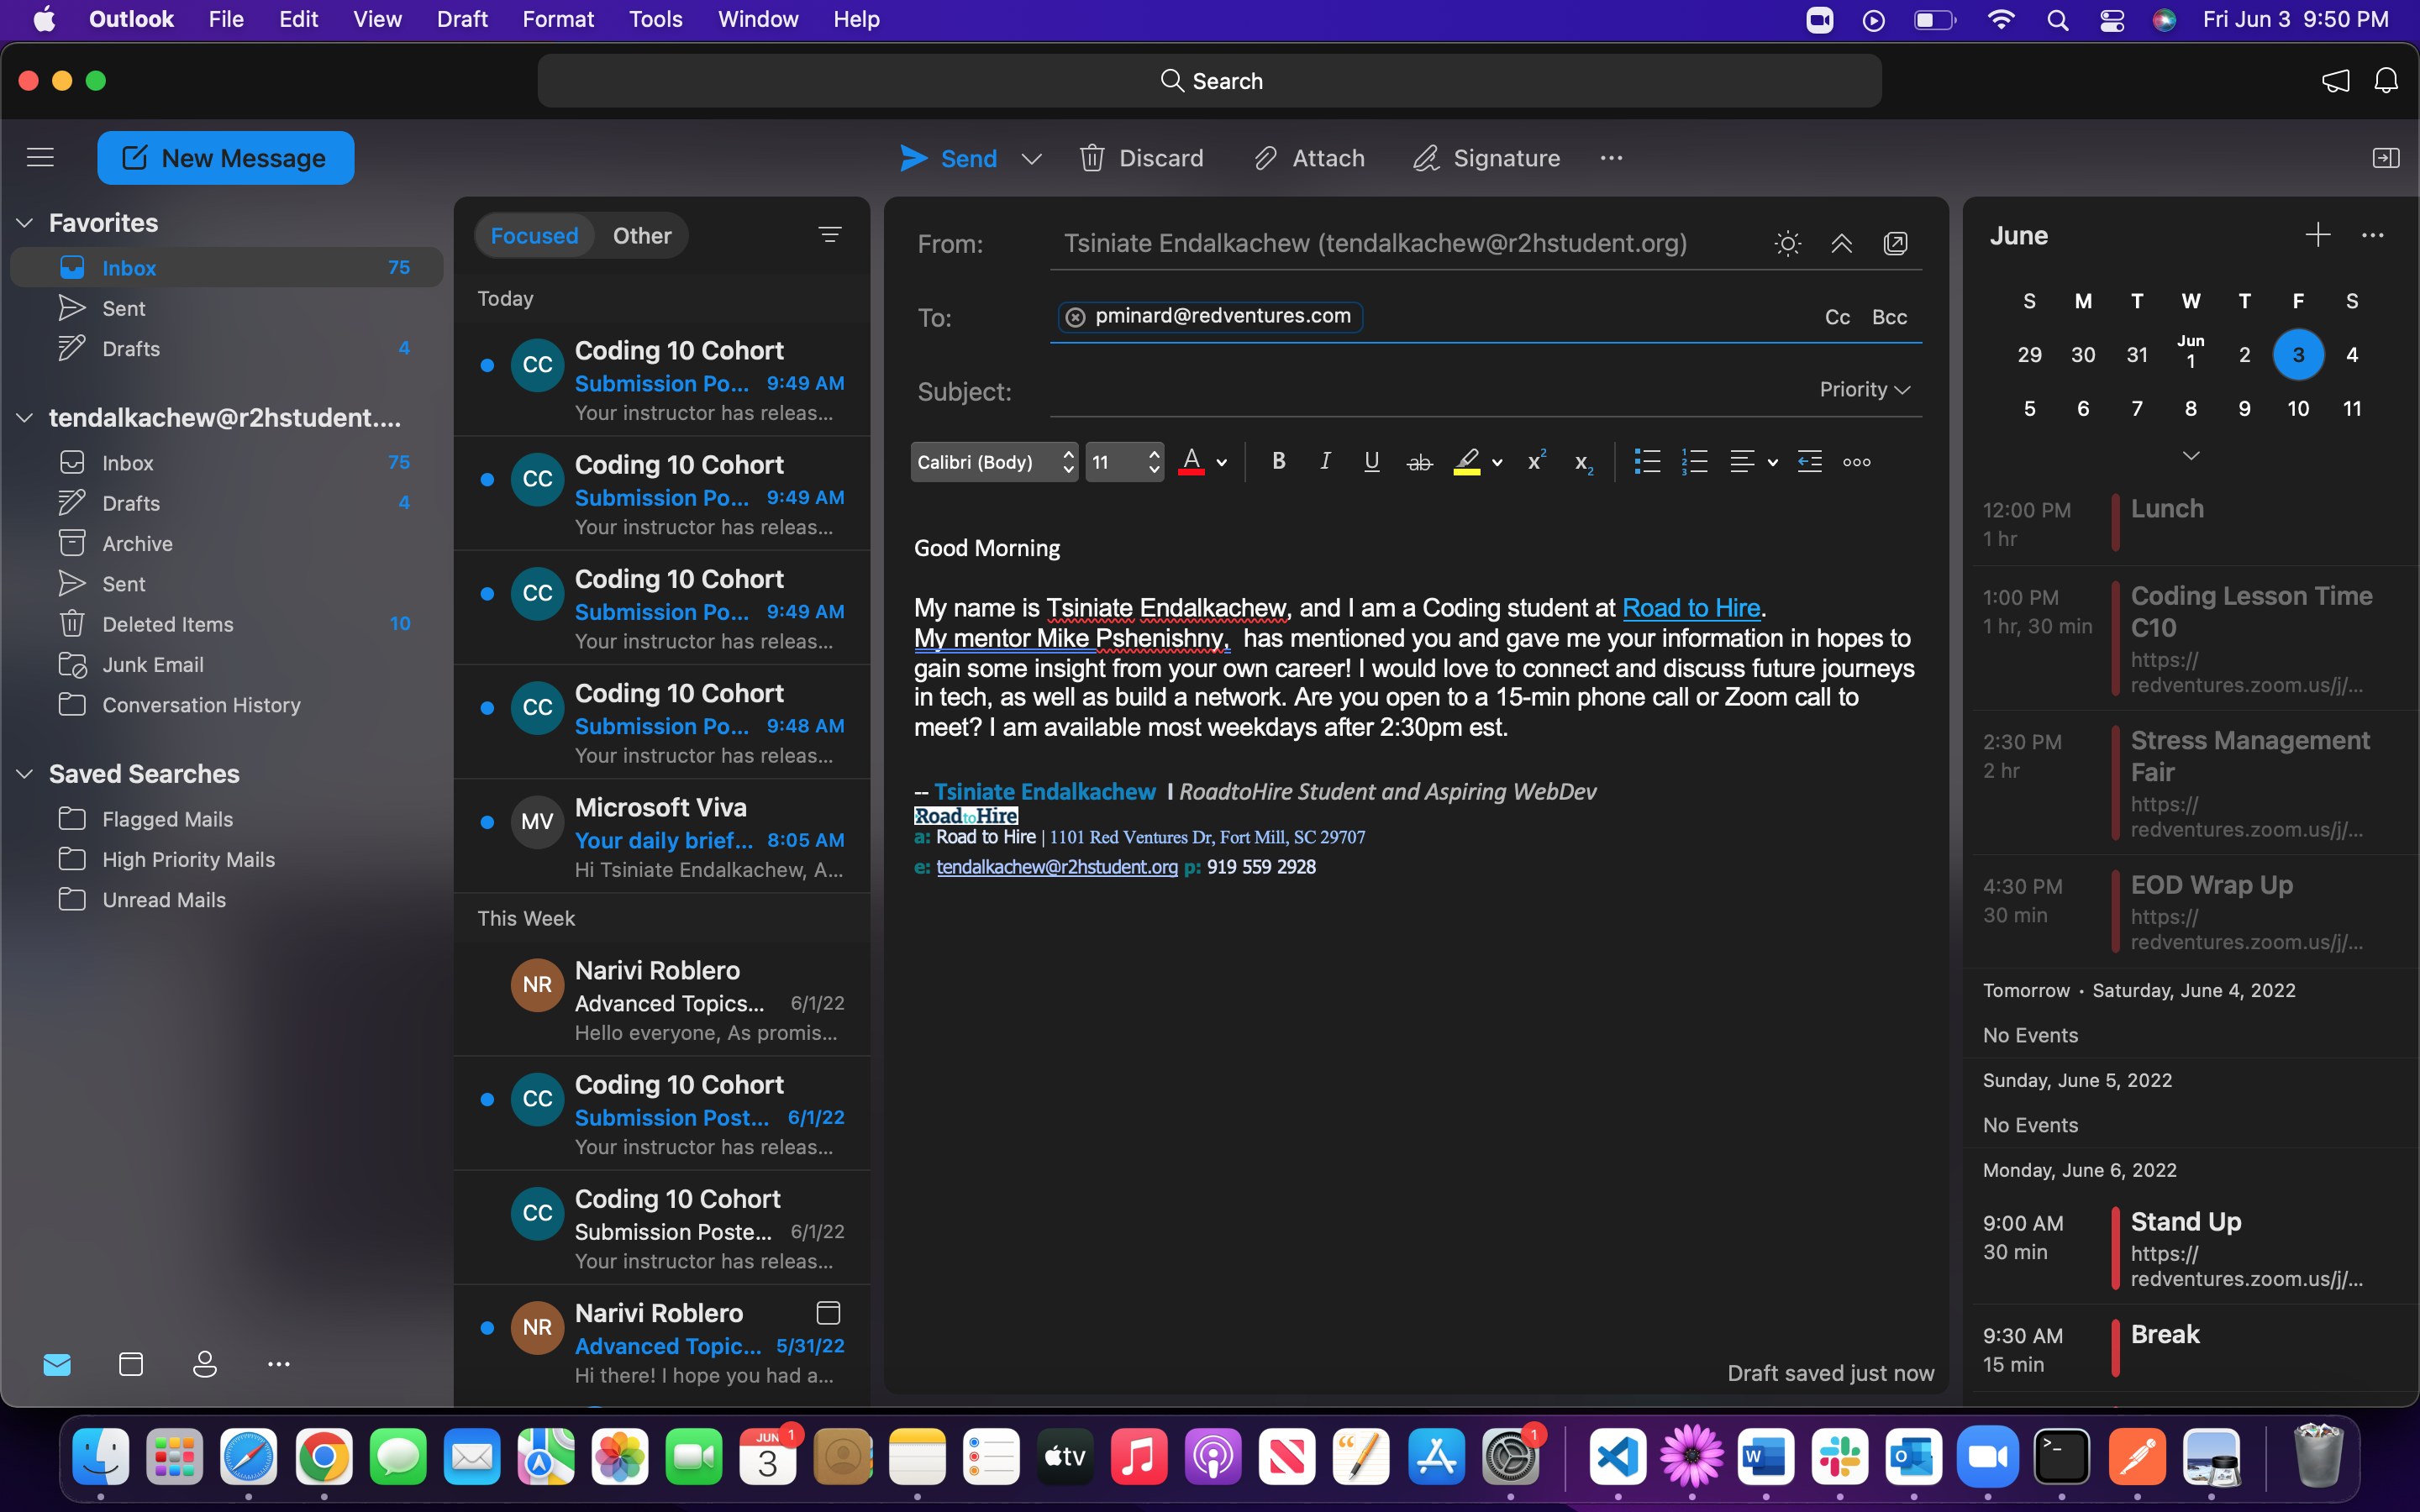 Outlook File Edit View Draft Format Tools Window Help Fri Jun 3 9:50 PM
Search
New Message
Send Discard Attach Signature
Favorites
Inbox 75
Sent
Drafts 4
tendalkachew@r2hstudent....
Inbox 75
Drafts 4
Archive
Sent
Deleted Items 10
Junk Email
Conversation History
Saved Searches
Flagged Mails
High Priority Mails
Unread Mails
Focused Other
Today
CC
Coding 10 Cohort
Submission Po... 9:49 AM
Your instructor has releas...
CC
Coding 10 Cohort
Submission Po... 9:49 AM
Your instructor has releas...
CC
Coding 10 Cohort
Submission Po... 9:49 AM
Your instructor has releas...
CC
Coding 10 Cohort
Submission Po... 9:48 AM
Your instructor has releas...
MV
Microsoft Viva
Your daily brief... 8:05 AM
Hi Tsiniate Endalkachew, A...
This Week
NR
Narivi Roblero
Advanced Topics... 6/1/22
Hello everyone, As promis...
CC
Coding 10 Cohort
Submission Post... 6/1/22
Your instructor has releas...
CC
Coding 10 Cohort
Submission Poste... 6/1/22
Your instructor has releas...
NR
Narivi Roblero
Advanced Topic... 5/31/22
Hi there! I hope you had a...
From: Tsiniate Endalkachew (tendalkachew@r2hstudent.org)
To: pminard@redventures.com Cc Bcc
Subject: Priority
Calibri (Body) 11 A B I U ab x² x₂
Good Morning
My name is Tsiniate Endalkachew, and I am a Coding student at Road to Hire.
My mentor Mike Pshenishny,  has mentioned you and gave me your information in hopes to
gain some insight from your own career! I would love to connect and discuss future journeys
in tech, as well as build a network. Are you open to a 15-min phone call or Zoom call to
meet? I am available most weekdays after 2:30pm est.
-- Tsiniate Endalkachew | RoadtoHire Student and Aspiring WebDev
RoadtoHire
a: Road to Hire | 1101 Red Ventures Dr, Fort Mill, SC 29707
e: tendalkachew@r2hstudent.org p: 919 559 2928
Draft saved just now
June
S M T W T F S
29 30 31 Jun 1 2 3 4
5 6 7 8 9 10 11
12:00 PM Lunch
1 hr
1:00 PM Coding Lesson Time
1 hr, 30 min C10
https://
redventures.zoom.us/j/...
2:30 PM Stress Management
2 hr Fair
https://
redventures.zoom.us/j/...
4:30 PM EOD Wrap Up
30 min https://
redventures.zoom.us/j/...
Tomorrow • Saturday, June 4, 2022
No Events
Sunday, June 5, 2022
No Events
Monday, June 6, 2022
9:00 AM Stand Up
30 min https://
redventures.zoom.us/j/...
9:30 AM Break
15 min
JUN 3 1 tv 1 W O